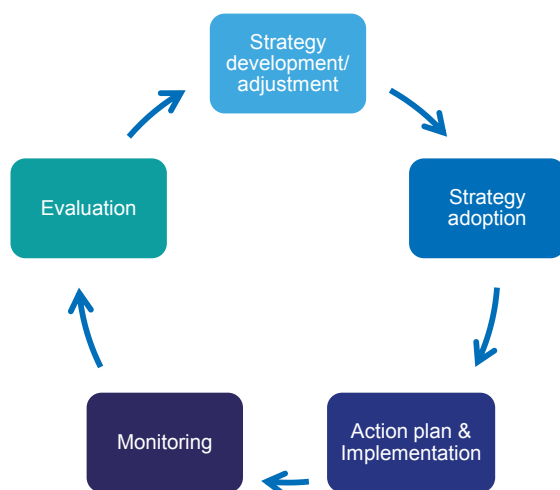 Strategy
development/
adjustment
Strategy
adoption
Action plan &
Implementation
Monitoring
Evaluation